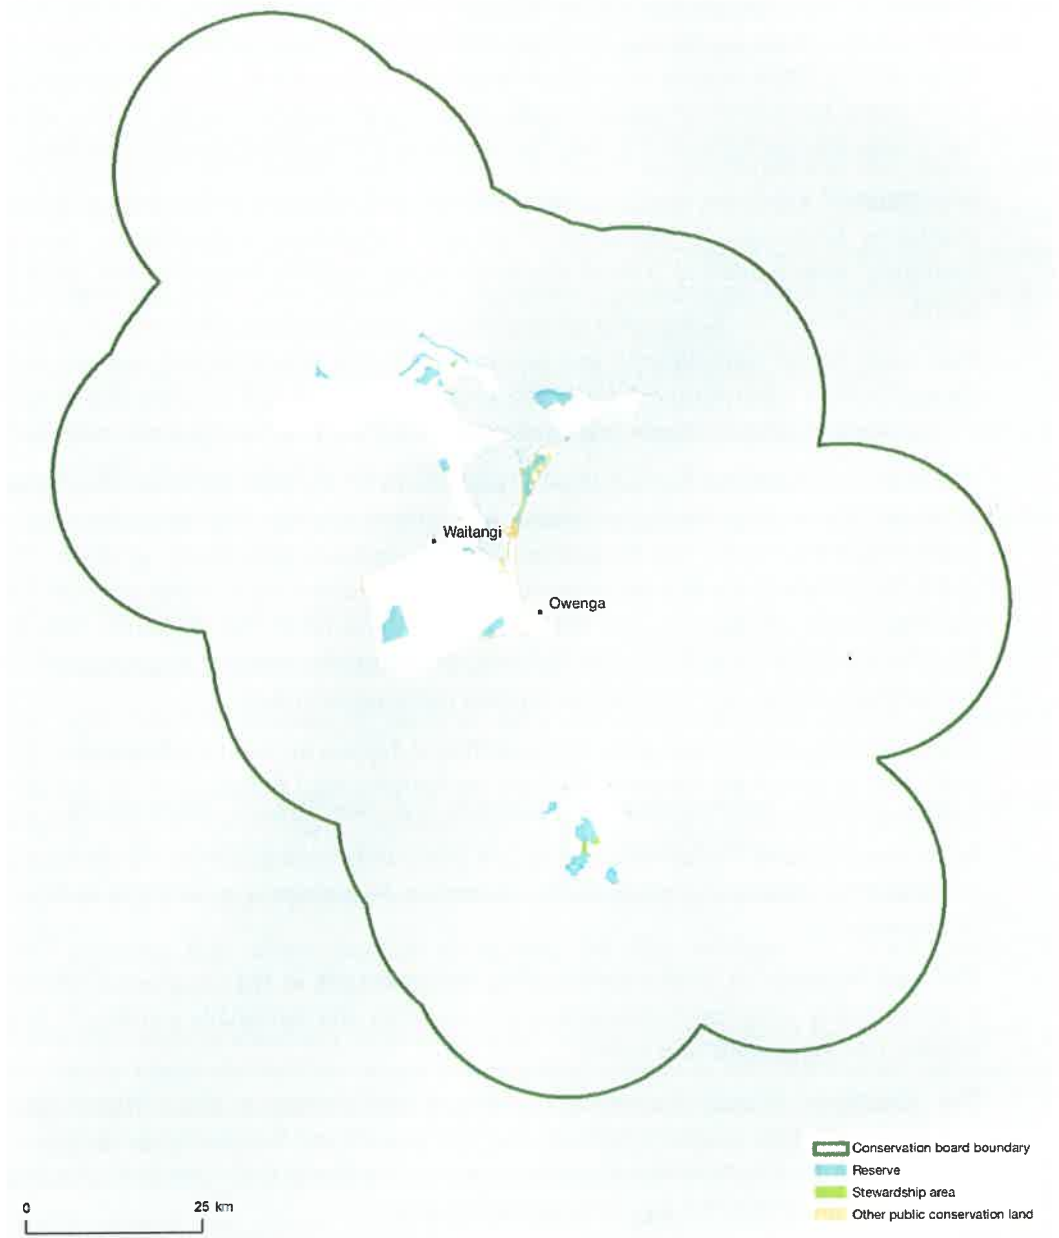 Waitangi
Owenga
Conservation board boundary
Reserve
Stewardship area
Other public conservation land
0 25 km